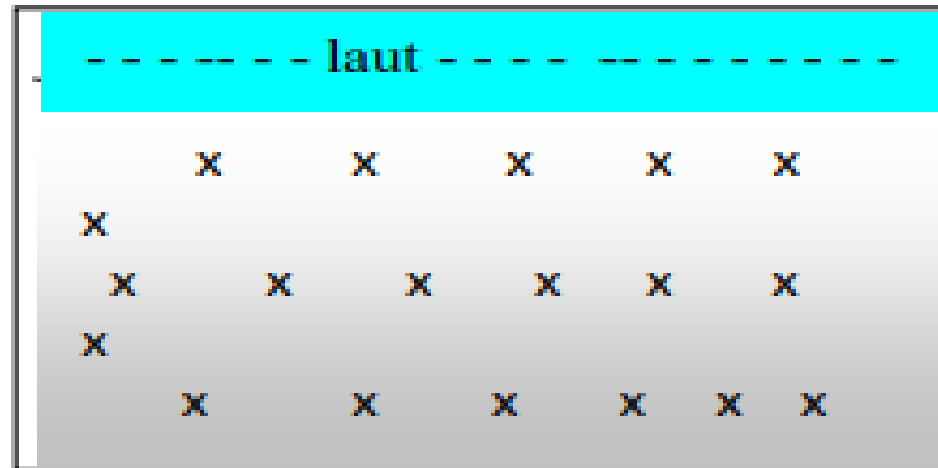 - - - -- - - laut - - - -  -- - - - - - - -
x x x x x
x
x x x x x x
x
x x x x x x